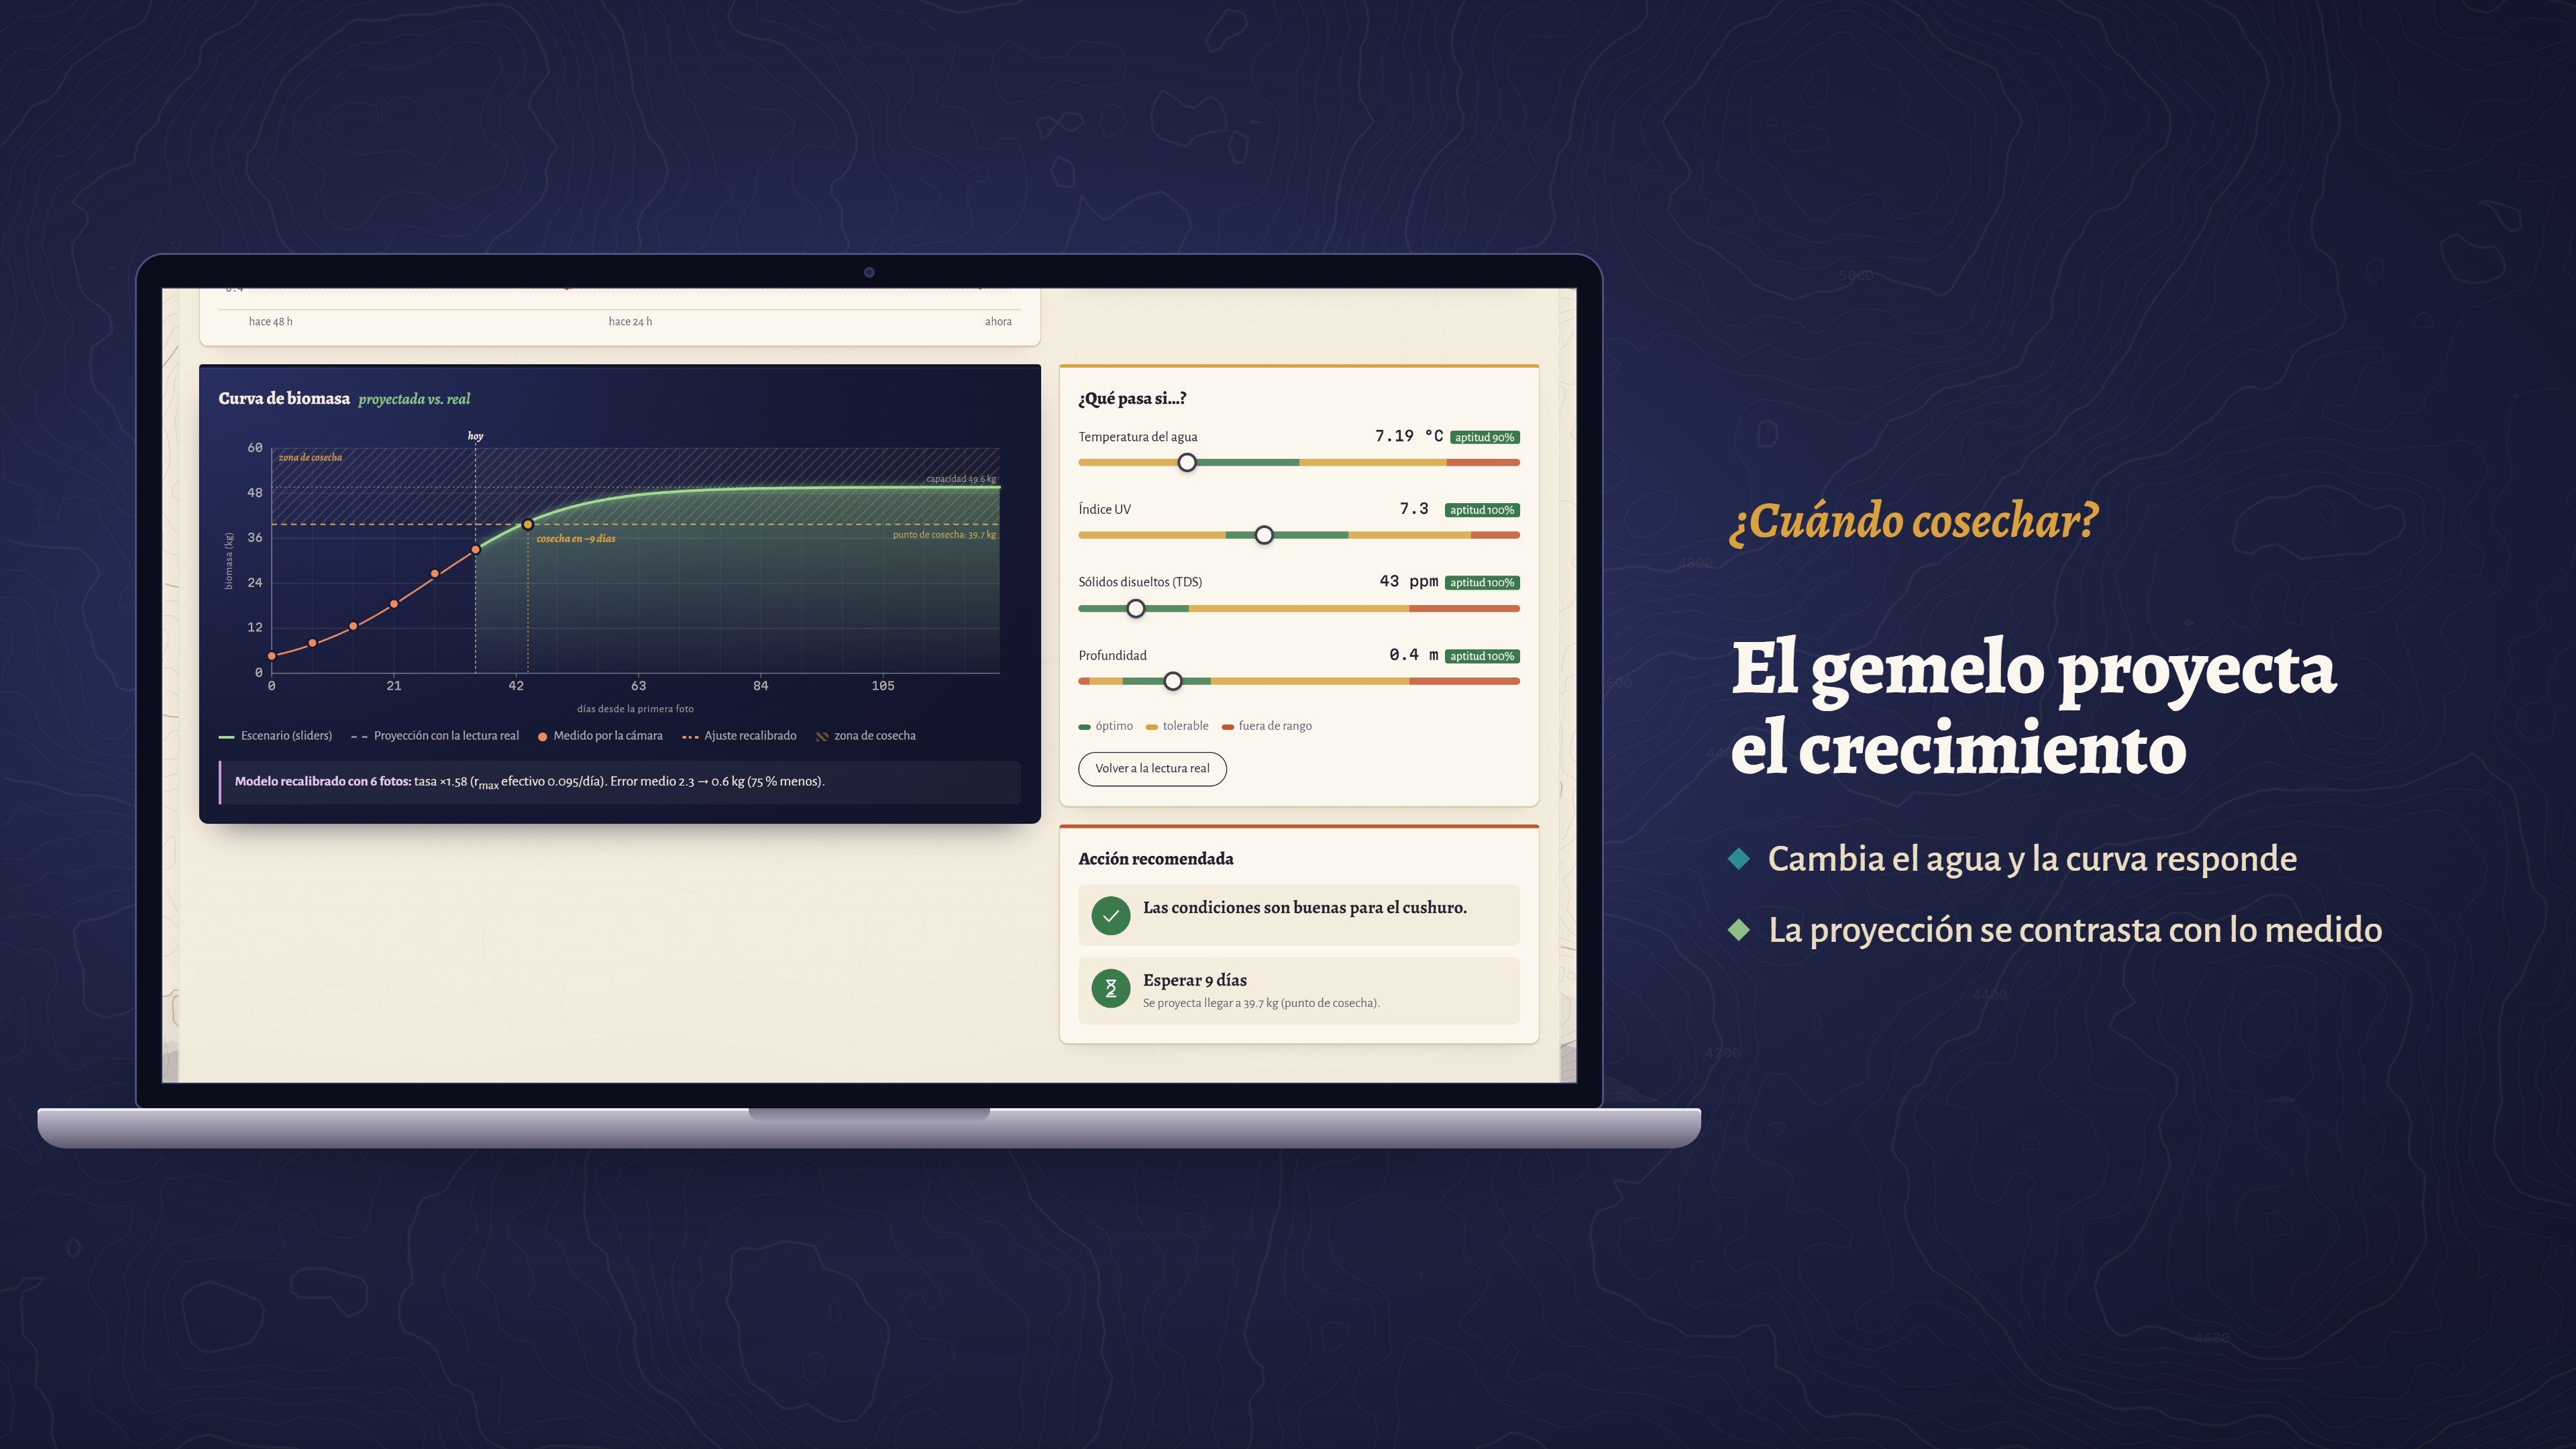 8.4
hace 48 h hace 24 h ahora
Curva de biomasa proyectada vs. real
hoy
60
zona de cosecha
capacidad 49.6 kg
48
cosecha en ~9 días
punto de cosecha: 39.7 kg
36
biomasa (kg)
24
12
0
0 21 42 63 84 105
días desde la primera foto
Escenario (sliders) Proyección con la lectura real Medido por la cámara Ajuste recalibrado zona de cosecha
Modelo recalibrado con 6 fotos: tasa ×1.58 (rmax efectivo 0.095/día). Error medio 2.3 → 0.6 kg (75 % menos).
¿Qué pasa si...?
Temperatura del agua 7.19 °C aptitud 90%
Índice UV 7.3 aptitud 100%
Sólidos disueltos (TDS) 43 ppm aptitud 100%
Profundidad 0.4 m aptitud 100%
óptimo tolerable fuera de rango
Volver a la lectura real
Acción recomendada
Las condiciones son buenas para el cushuro.
Esperar 9 días
Se proyecta llegar a 39.7 kg (punto de cosecha).
¿Cuándo cosechar?
El gemelo proyecta
el crecimiento
Cambia el agua y la curva responde
La proyección se contrasta con lo medido
5000
4800
4400
4200
4600